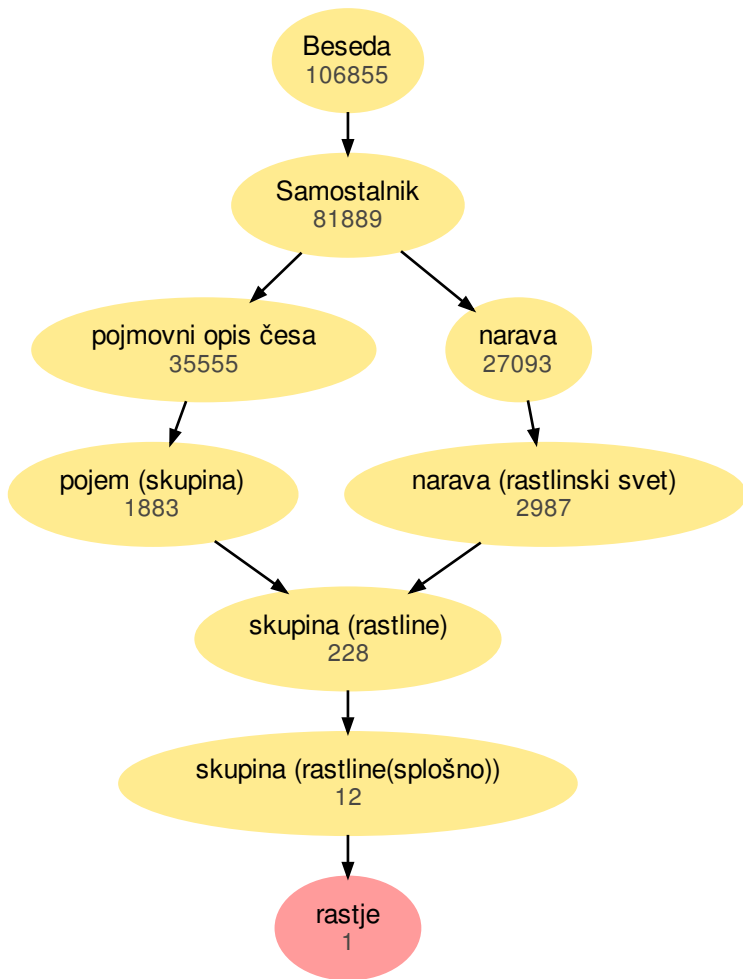 Beseda
106855
Samostalnik
81889
pojmovni opis česa
35555
narava
27093
pojem (skupina)
1883
narava (rastlinski svet)
2987
skupina (rastline)
228
skupina (rastline(splošno))
12
rastje
1